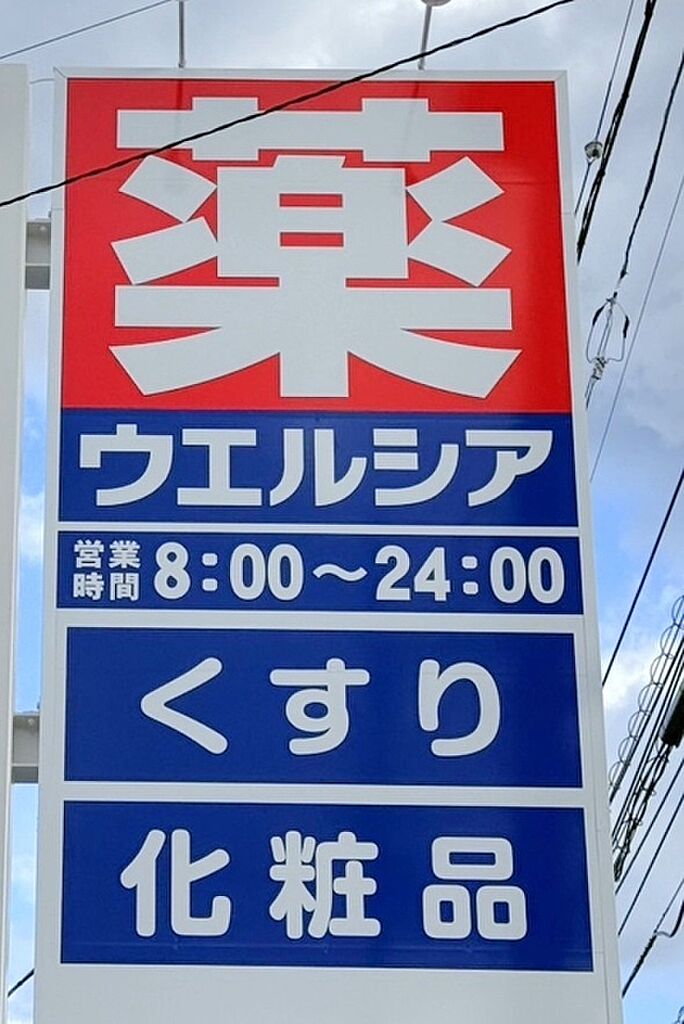 薬
ウエルシア
営業時間 8:00〜24:00
くすり
化粧品